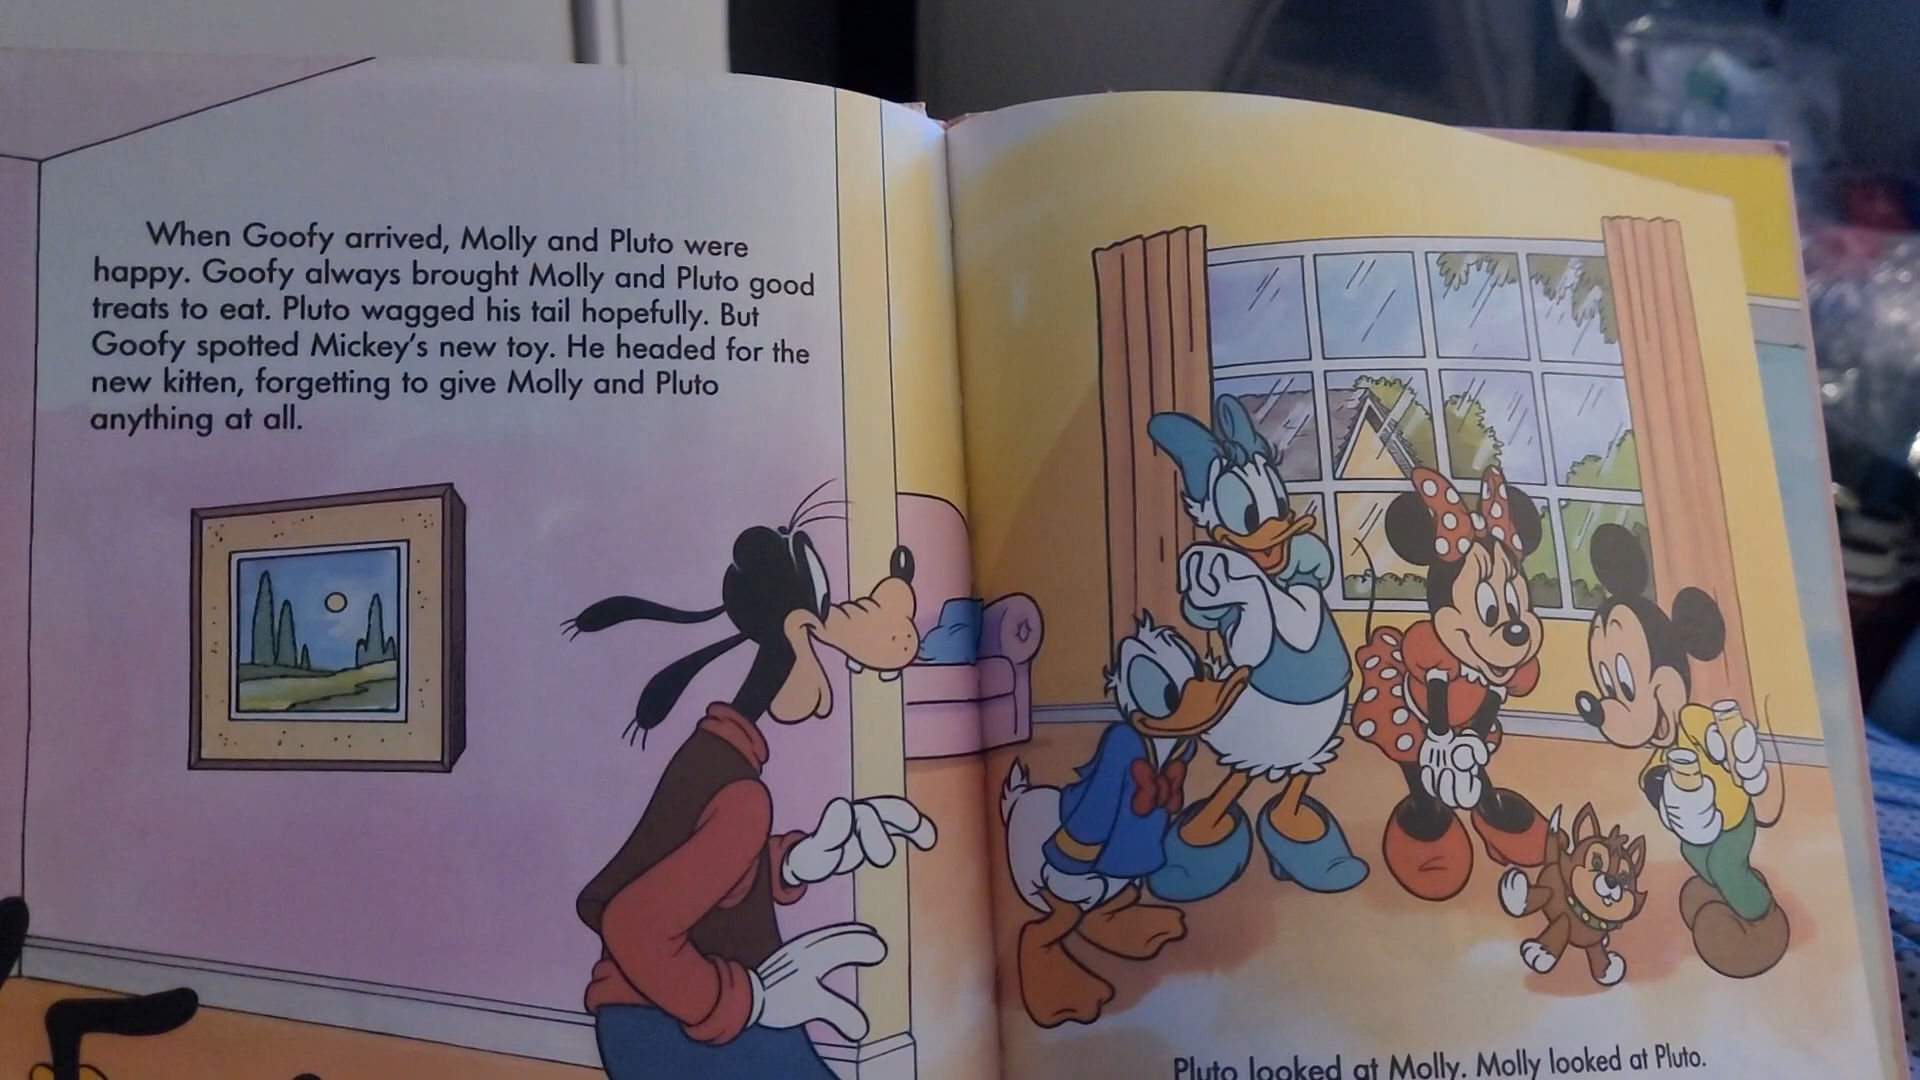 When Goofy arrived, Molly and Pluto were
happy. Goofy always brought Molly and Pluto good
treats to eat. Pluto wagged his tail hopefully. But
Goofy spotted Mickey's new toy. He headed for the
new kitten, forgetting to give Molly and Pluto
anything at all.
Pluto looked at Molly. Molly looked at Pluto.